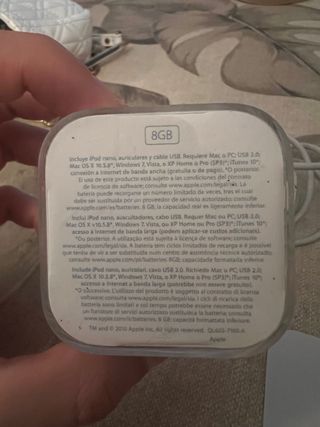 8GB
Incluye iPod nano, auriculares y cable USB. Requiere Mac o PC; USB 2.0;
Mac OS X 10.5.8*, Windows 7, Vista, o XP Home o Pro (SP3)*; iTunes 10*;
conexión a Internet de banda ancha (gratuita o de pago). *O posterior.
El uso de este producto está sujeto a las condiciones del contrato
de licencia de software; consulta www.apple.com/legal/sla. La
batería puede recargarse un número limitado de veces, tras el cual
debe ser sustituida por un proveedor de servicio autorizado; consulta
www.apple.com/es/batteries. 8 GB; la capacidad real es ligeramente inferior.
Inclui iPod nano, auscultadores, cabo USB. Requer Mac ou PC; USB 2.0;
Mac OS X v10.5.8*, Windows 7, Vista, ou XP Home ou Pro (SP3)*; iTunes 10*;
acesso a Internet de banda larga (podem aplicar-se custos adicionais).
*Ou posterior. A utilização está sujeita à licença de software; consulte
www.apple.com/legal/sla. A bateria tem ciclos limitados de recarga e é possível
que tenha de vir a ser substituída num centro de assistência técnica autorizado;
consulte www.apple.com/pt/batteries. 8GB; capacidade formatada inferior.
Include iPod nano, auricolari, cavo USB 2.0. Richiede Mac o PC; USB 2.0;
Mac OS X 10.5.8*, Windows 7, Vista, o XP Home o Pro (SP3)*; iTunes 10*;
accesso a Internet a banda larga (potrebbe non essere gratuito).
*O successive. L'utilizzo del prodotto è soggetto al contratto di licenza
software www.apple.com/legal/sla. I cicli di ricarica della
batteria sono limitati e col tempo potrebbe essere necessario che
un fornitore di servizi autorizzato la sostituisca;
www.apple.com/it/batteries. 8 GB; capacità formattata inferiore.
TM and © 2010 Apple Inc. All rights reserved.
Apple